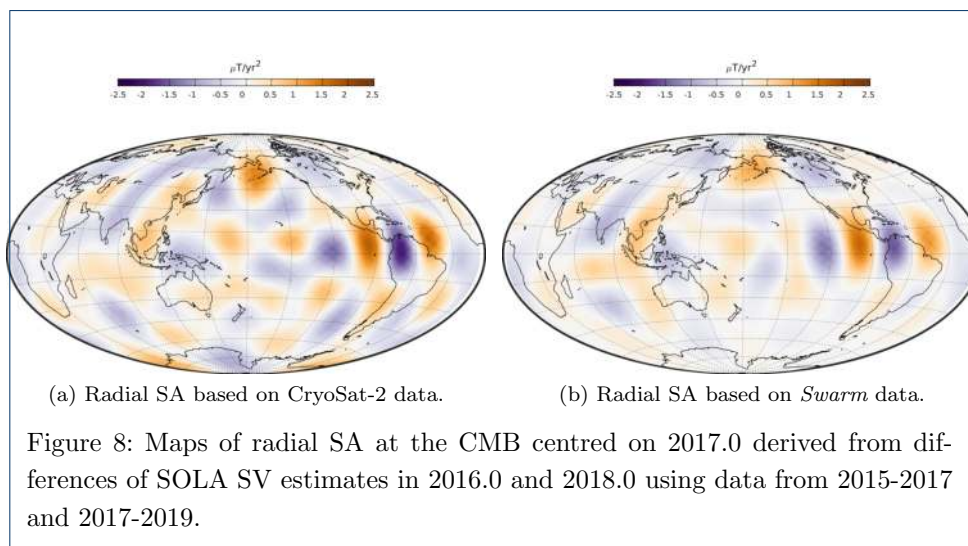 μT/yr²
-2.5 -2 -1.5 -1 -0.5 0 0.5 1 1.5 2 2.5
μT/yr²
-2.5 -2 -1.5 -1 -0.5 0 0.5 1 1.5 2 2.5
(a) Radial SA based on CryoSat-2 data.
(b) Radial SA based on Swarm data.
Figure 8: Maps of radial SA at the CMB centred on 2017.0 derived from dif-
ferences of SOLA SV estimates in 2016.0 and 2018.0 using data from 2015-2017
and 2017-2019.